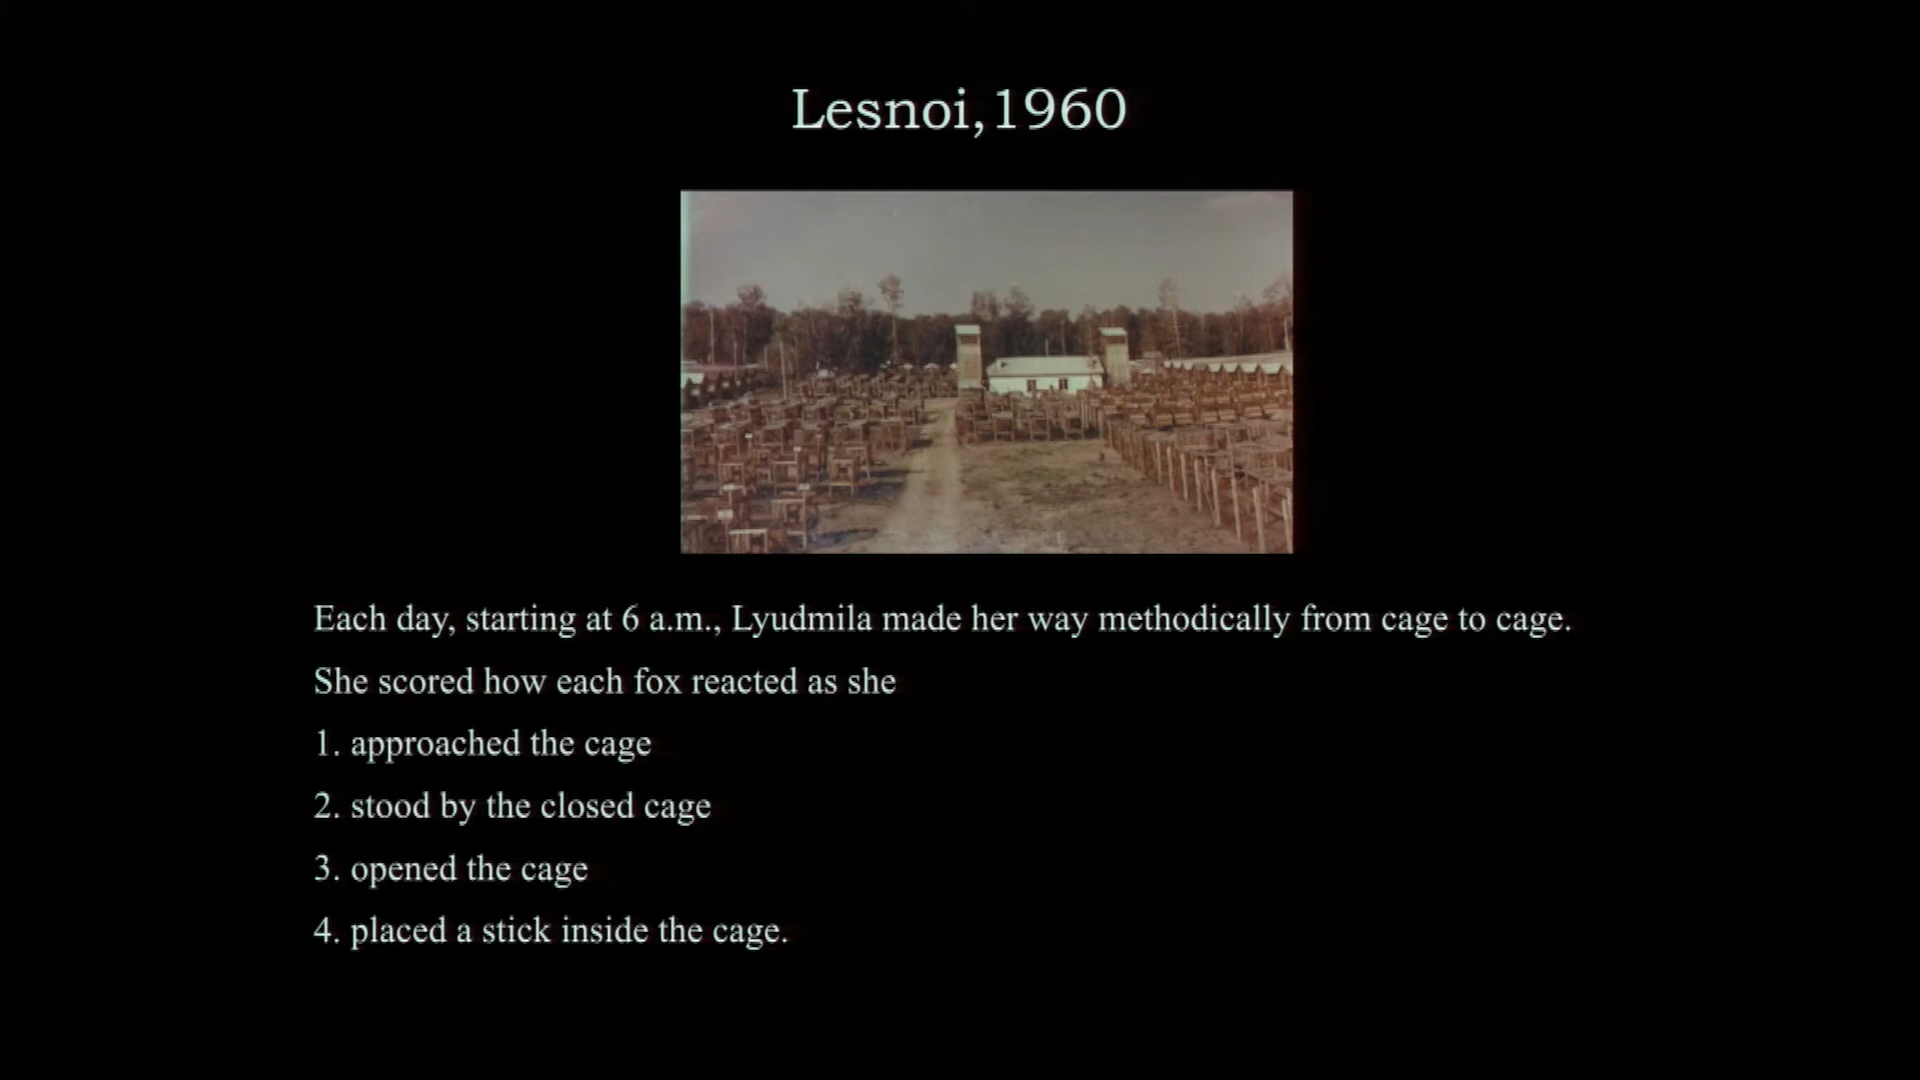 Lesnoi,1960
Each day, starting at 6 a.m., Lyudmila made her way methodically from cage to cage.
She scored how each fox reacted as she
1. approached the cage
2. stood by the closed cage
3. opened the cage
4. placed a stick inside the cage.